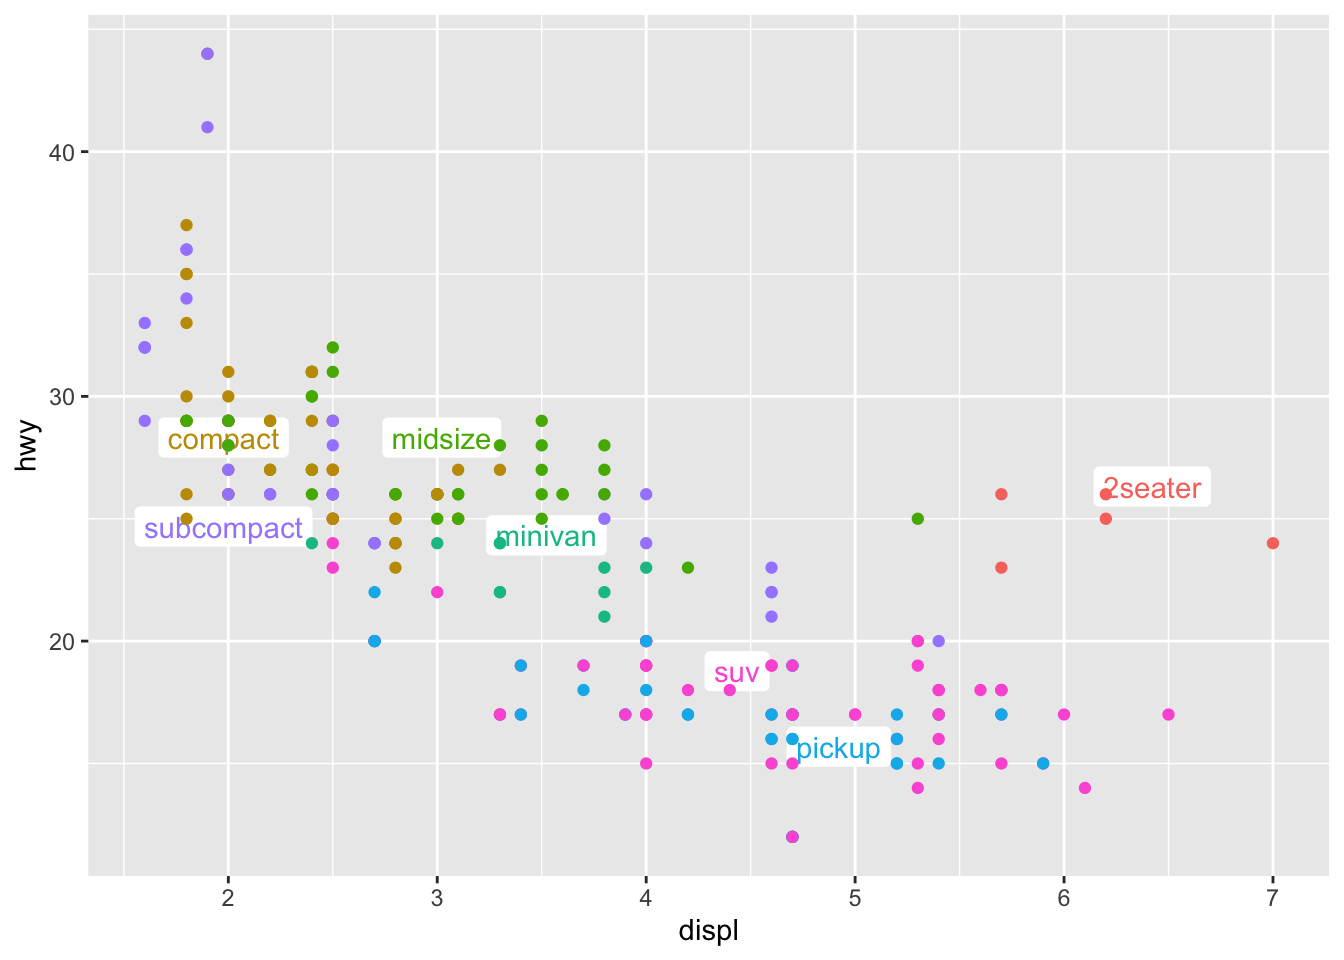 40
30
20
hwy
compact
midsize
2seater
subcompact
minivan
suv
pickup
2 3 4 5 6 7
displ